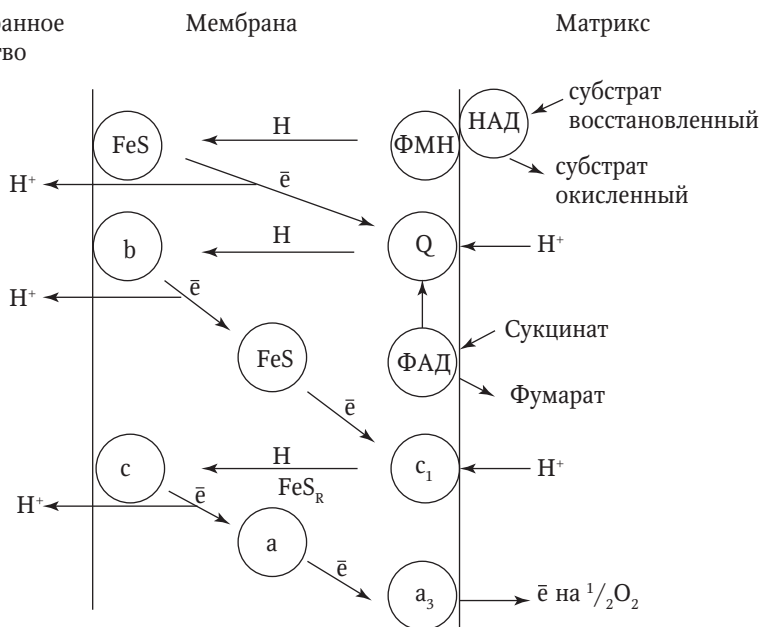 Мембрана
Матрикс
FeS
H
ФМН
НАД
субстрат
восстановленный
субстрат
окисленный
H⁺
ē
b
H
Q
H⁺
H⁺
ē
FeS
ФАД
Сукцинат
Фумарат
ē
c
H
FeS_R
c₁
H⁺
H⁺
ē
a
ē
a₃
ē на ¹/₂O₂